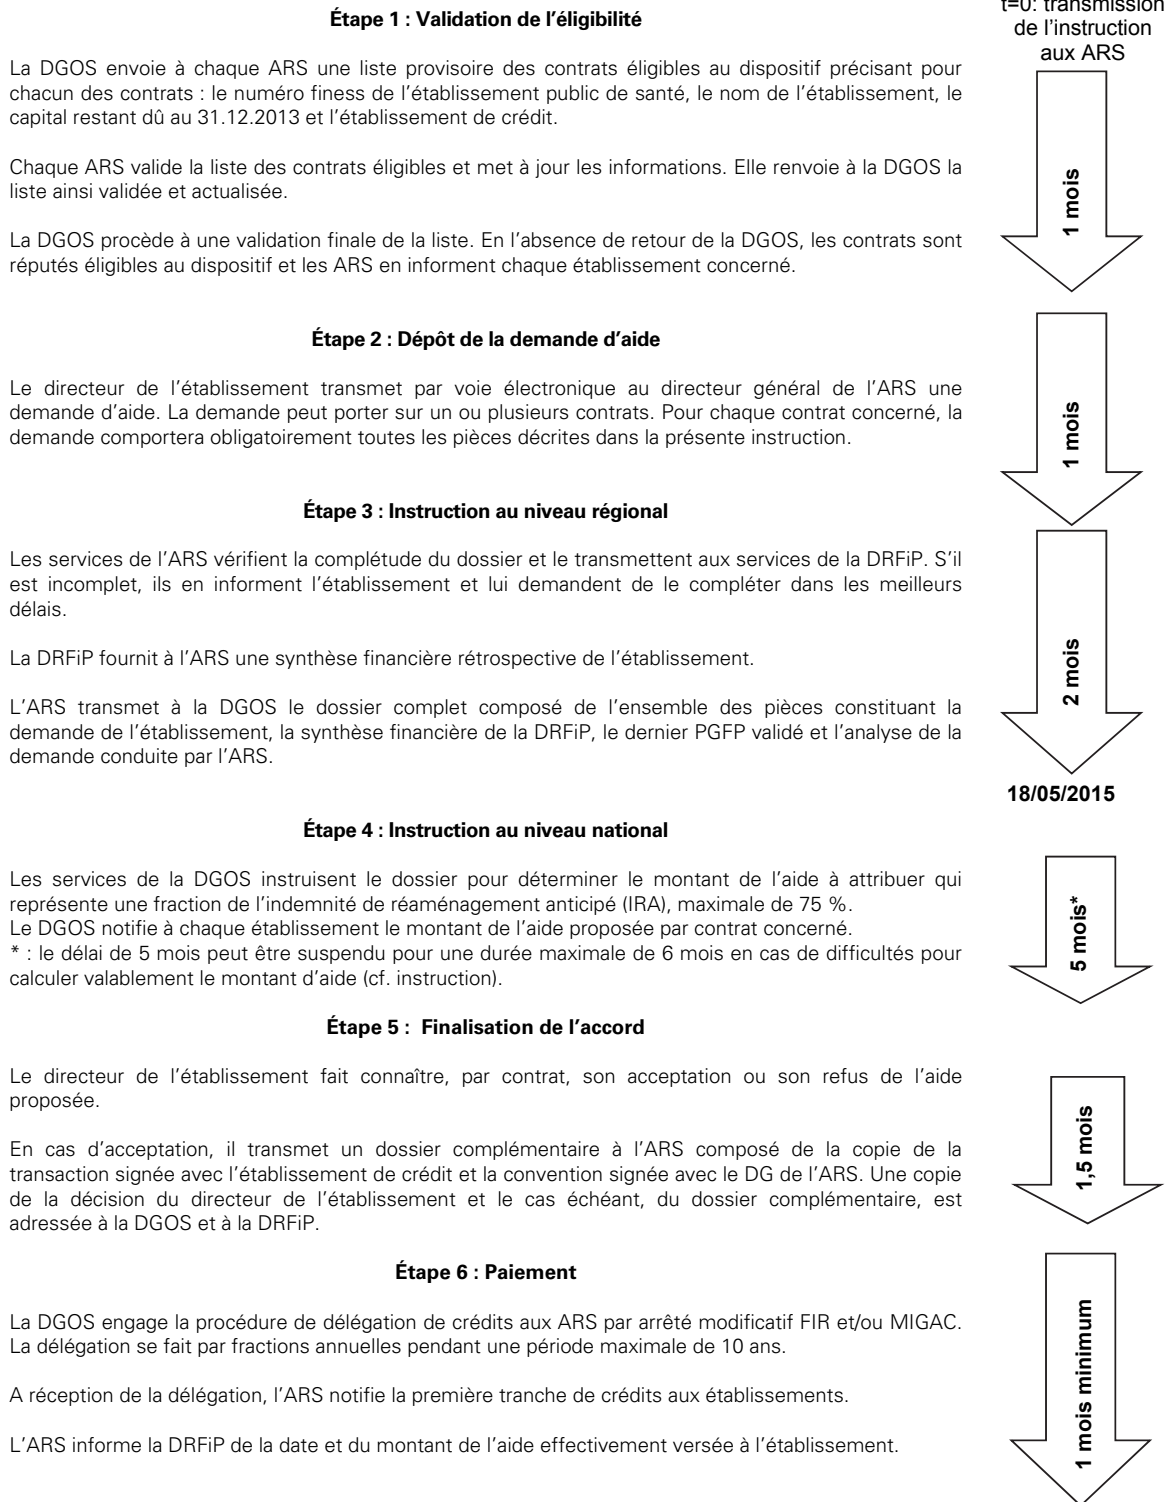 t=0: transmission
de l'instruction
aux ARS
Étape 1 : Validation de l'éligibilité
La DGOS envoie à chaque ARS une liste provisoire des contrats éligibles au dispositif précisant pour
chacun des contrats : le numéro finess de l'établissement public de santé, le nom de l'établissement, le
capital restant dû au 31.12.2013 et l'établissement de crédit.
Chaque ARS valide la liste des contrats éligibles et met à jour les informations. Elle renvoie à la DGOS la
liste ainsi validée et actualisée.
La DGOS procède à une validation finale de la liste. En l'absence de retour de la DGOS, les contrats sont
réputés éligibles au dispositif et les ARS en informent chaque établissement concerné.
1 mois
Étape 2 : Dépôt de la demande d'aide
Le directeur de l'établissement transmet par voie électronique au directeur général de l'ARS une
demande d'aide. La demande peut porter sur un ou plusieurs contrats. Pour chaque contrat concerné, la
demande comportera obligatoirement toutes les pièces décrites dans la présente instruction.
1 mois
Étape 3 : Instruction au niveau régional
Les services de l'ARS vérifient la complétude du dossier et le transmettent aux services de la DRFiP. S'il
est incomplet, ils en informent l'établissement et lui demandent de le compléter dans les meilleurs
délais.
La DRFiP fournit à l'ARS une synthèse financière rétrospective de l'établissement.
L'ARS transmet à la DGOS le dossier complet composé de l'ensemble des pièces constituant la
demande de l'établissement, la synthèse financière de la DRFiP, le dernier PGFP validé et l'analyse de la
demande conduite par l'ARS.
2 mois
18/05/2015
Étape 4 : Instruction au niveau national
Les services de la DGOS instruisent le dossier pour déterminer le montant de l'aide à attribuer qui
représente une fraction de l'indemnité de réaménagement anticipé (IRA), maximale de 75 %.
Le DGOS notifie à chaque établissement le montant de l'aide proposée par contrat concerné.
* : le délai de 5 mois peut être suspendu pour une durée maximale de 6 mois en cas de difficultés pour
calculer valablement le montant d'aide (cf. instruction).
5 mois*
Étape 5 : Finalisation de l'accord
Le directeur de l'établissement fait connaître, par contrat, son acceptation ou son refus de l'aide
proposée.
En cas d'acceptation, il transmet un dossier complémentaire à l'ARS composé de la copie de la
transaction signée avec l'établissement de crédit et la convention signée avec le DG de l'ARS. Une copie
de la décision du directeur de l'établissement et le cas échéant, du dossier complémentaire, est
adressée à la DGOS et à la DRFiP.
1,5 mois
Étape 6 : Paiement
La DGOS engage la procédure de délégation de crédits aux ARS par arrêté modificatif FIR et/ou MIGAC.
La délégation se fait par fractions annuelles pendant une période maximale de 10 ans.
A réception de la délégation, l'ARS notifie la première tranche de crédits aux établissements.
L'ARS informe la DRFiP de la date et du montant de l'aide effectivement versée à l'établissement.
1 mois minimum